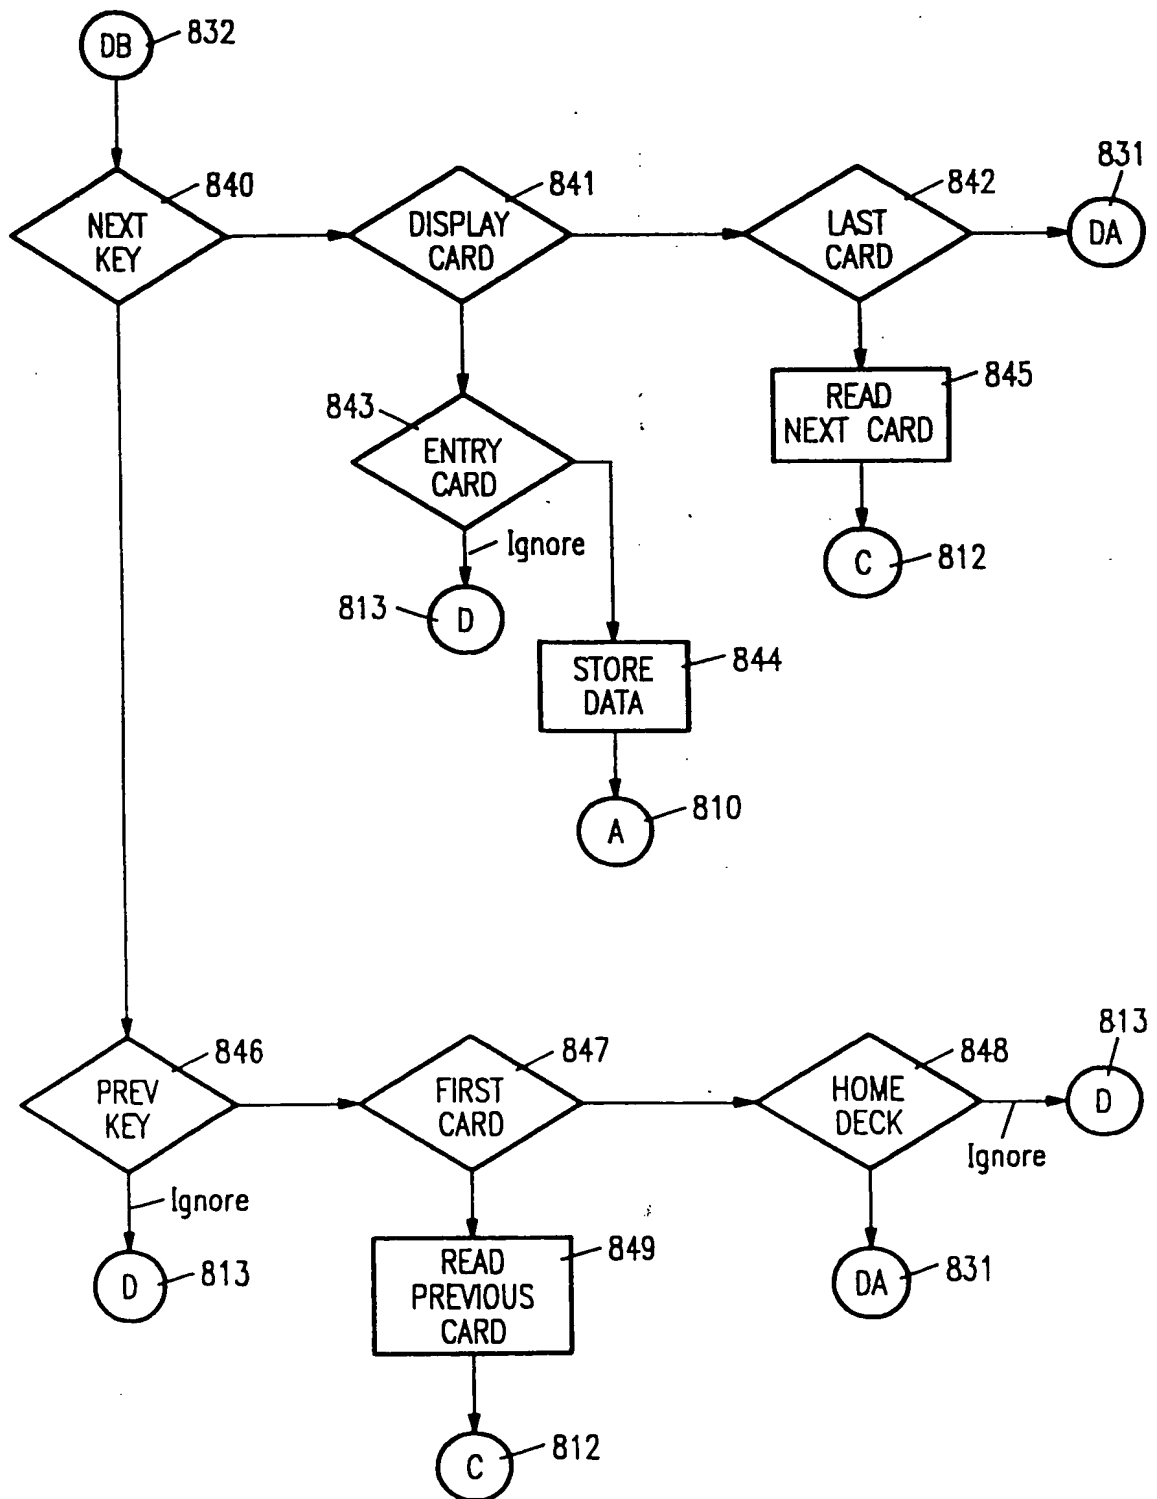 DB
832
NEXT
KEY
840
DISPLAY
CARD
841
LAST
CARD
842
831
DA
843
ENTRY
CARD
Ignore
813
D
READ
NEXT CARD
845
C
812
STORE
DATA
844
A
810
PREV
KEY
846
FIRST
CARD
847
HOME
DECK
848
813
D
Ignore
Ignore
D
813
READ
PREVIOUS
CARD
849
DA
831
C
812